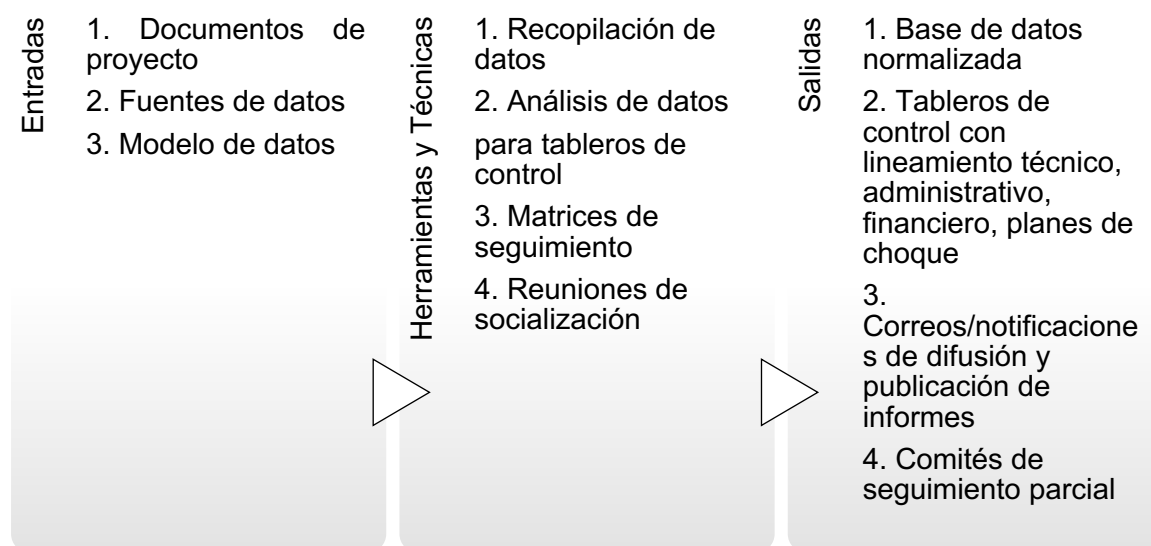 Entradas
1. Documentos de
proyecto
2. Fuentes de datos
3. Modelo de datos
Herramientas y Técnicas
1. Recopilación de
datos
2. Análisis de datos
para tableros de
control
3. Matrices de
seguimiento
4. Reuniones de
socialización
Salidas
1. Base de datos
normalizada
2. Tableros de
control con
lineamiento técnico,
administrativo,
financiero, planes de
choque
3.
Correos/notificacione
s de difusión y
publicación de
informes
4. Comités de
seguimiento parcial